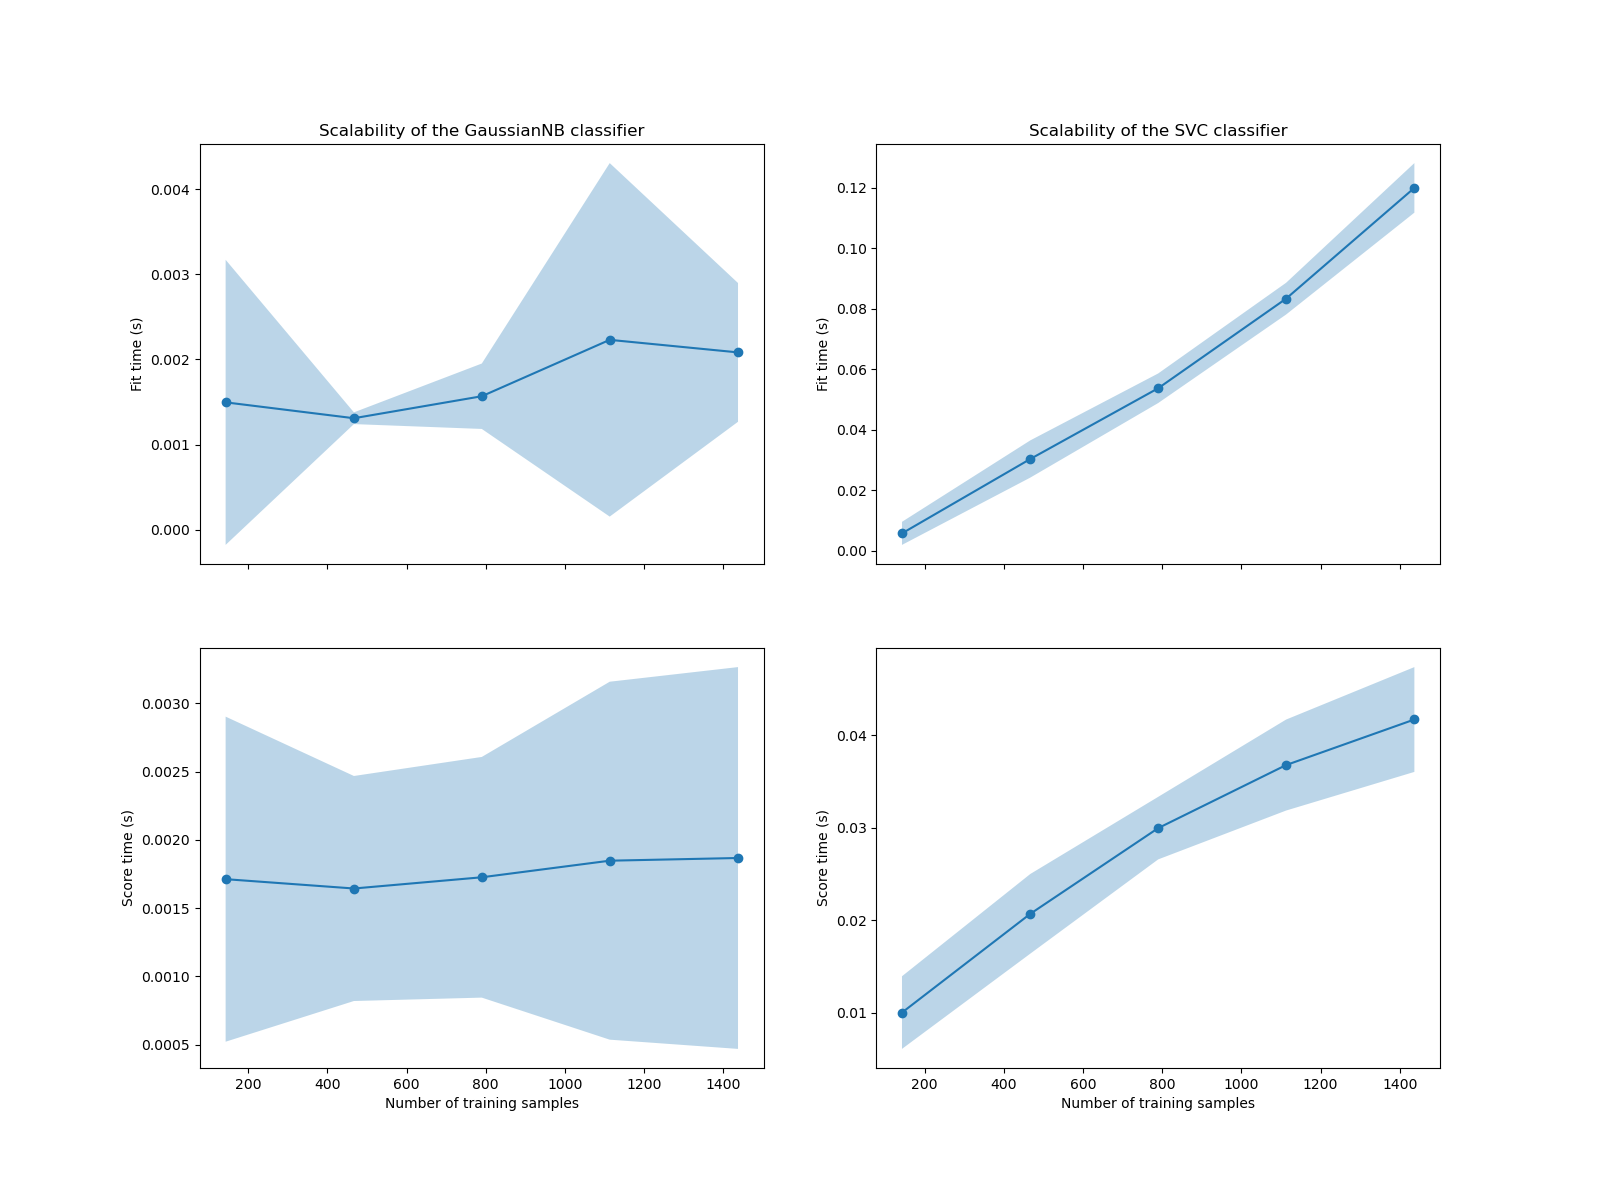 Scalability of the GaussianNB classifier
0.004
0.003
0.002
0.001
0.000
Fit time (s)
Scalability of the SVC classifier
0.12
0.10
0.08
0.06
0.04
0.02
0.00
Fit time (s)
0.0030
0.0025
0.0020
0.0015
0.0010
0.0005
Score time (s)
200 400 600 800 1000 1200 1400
Number of training samples
0.04
0.03
0.02
0.01
Score time (s)
200 400 600 800 1000 1200 1400
Number of training samples